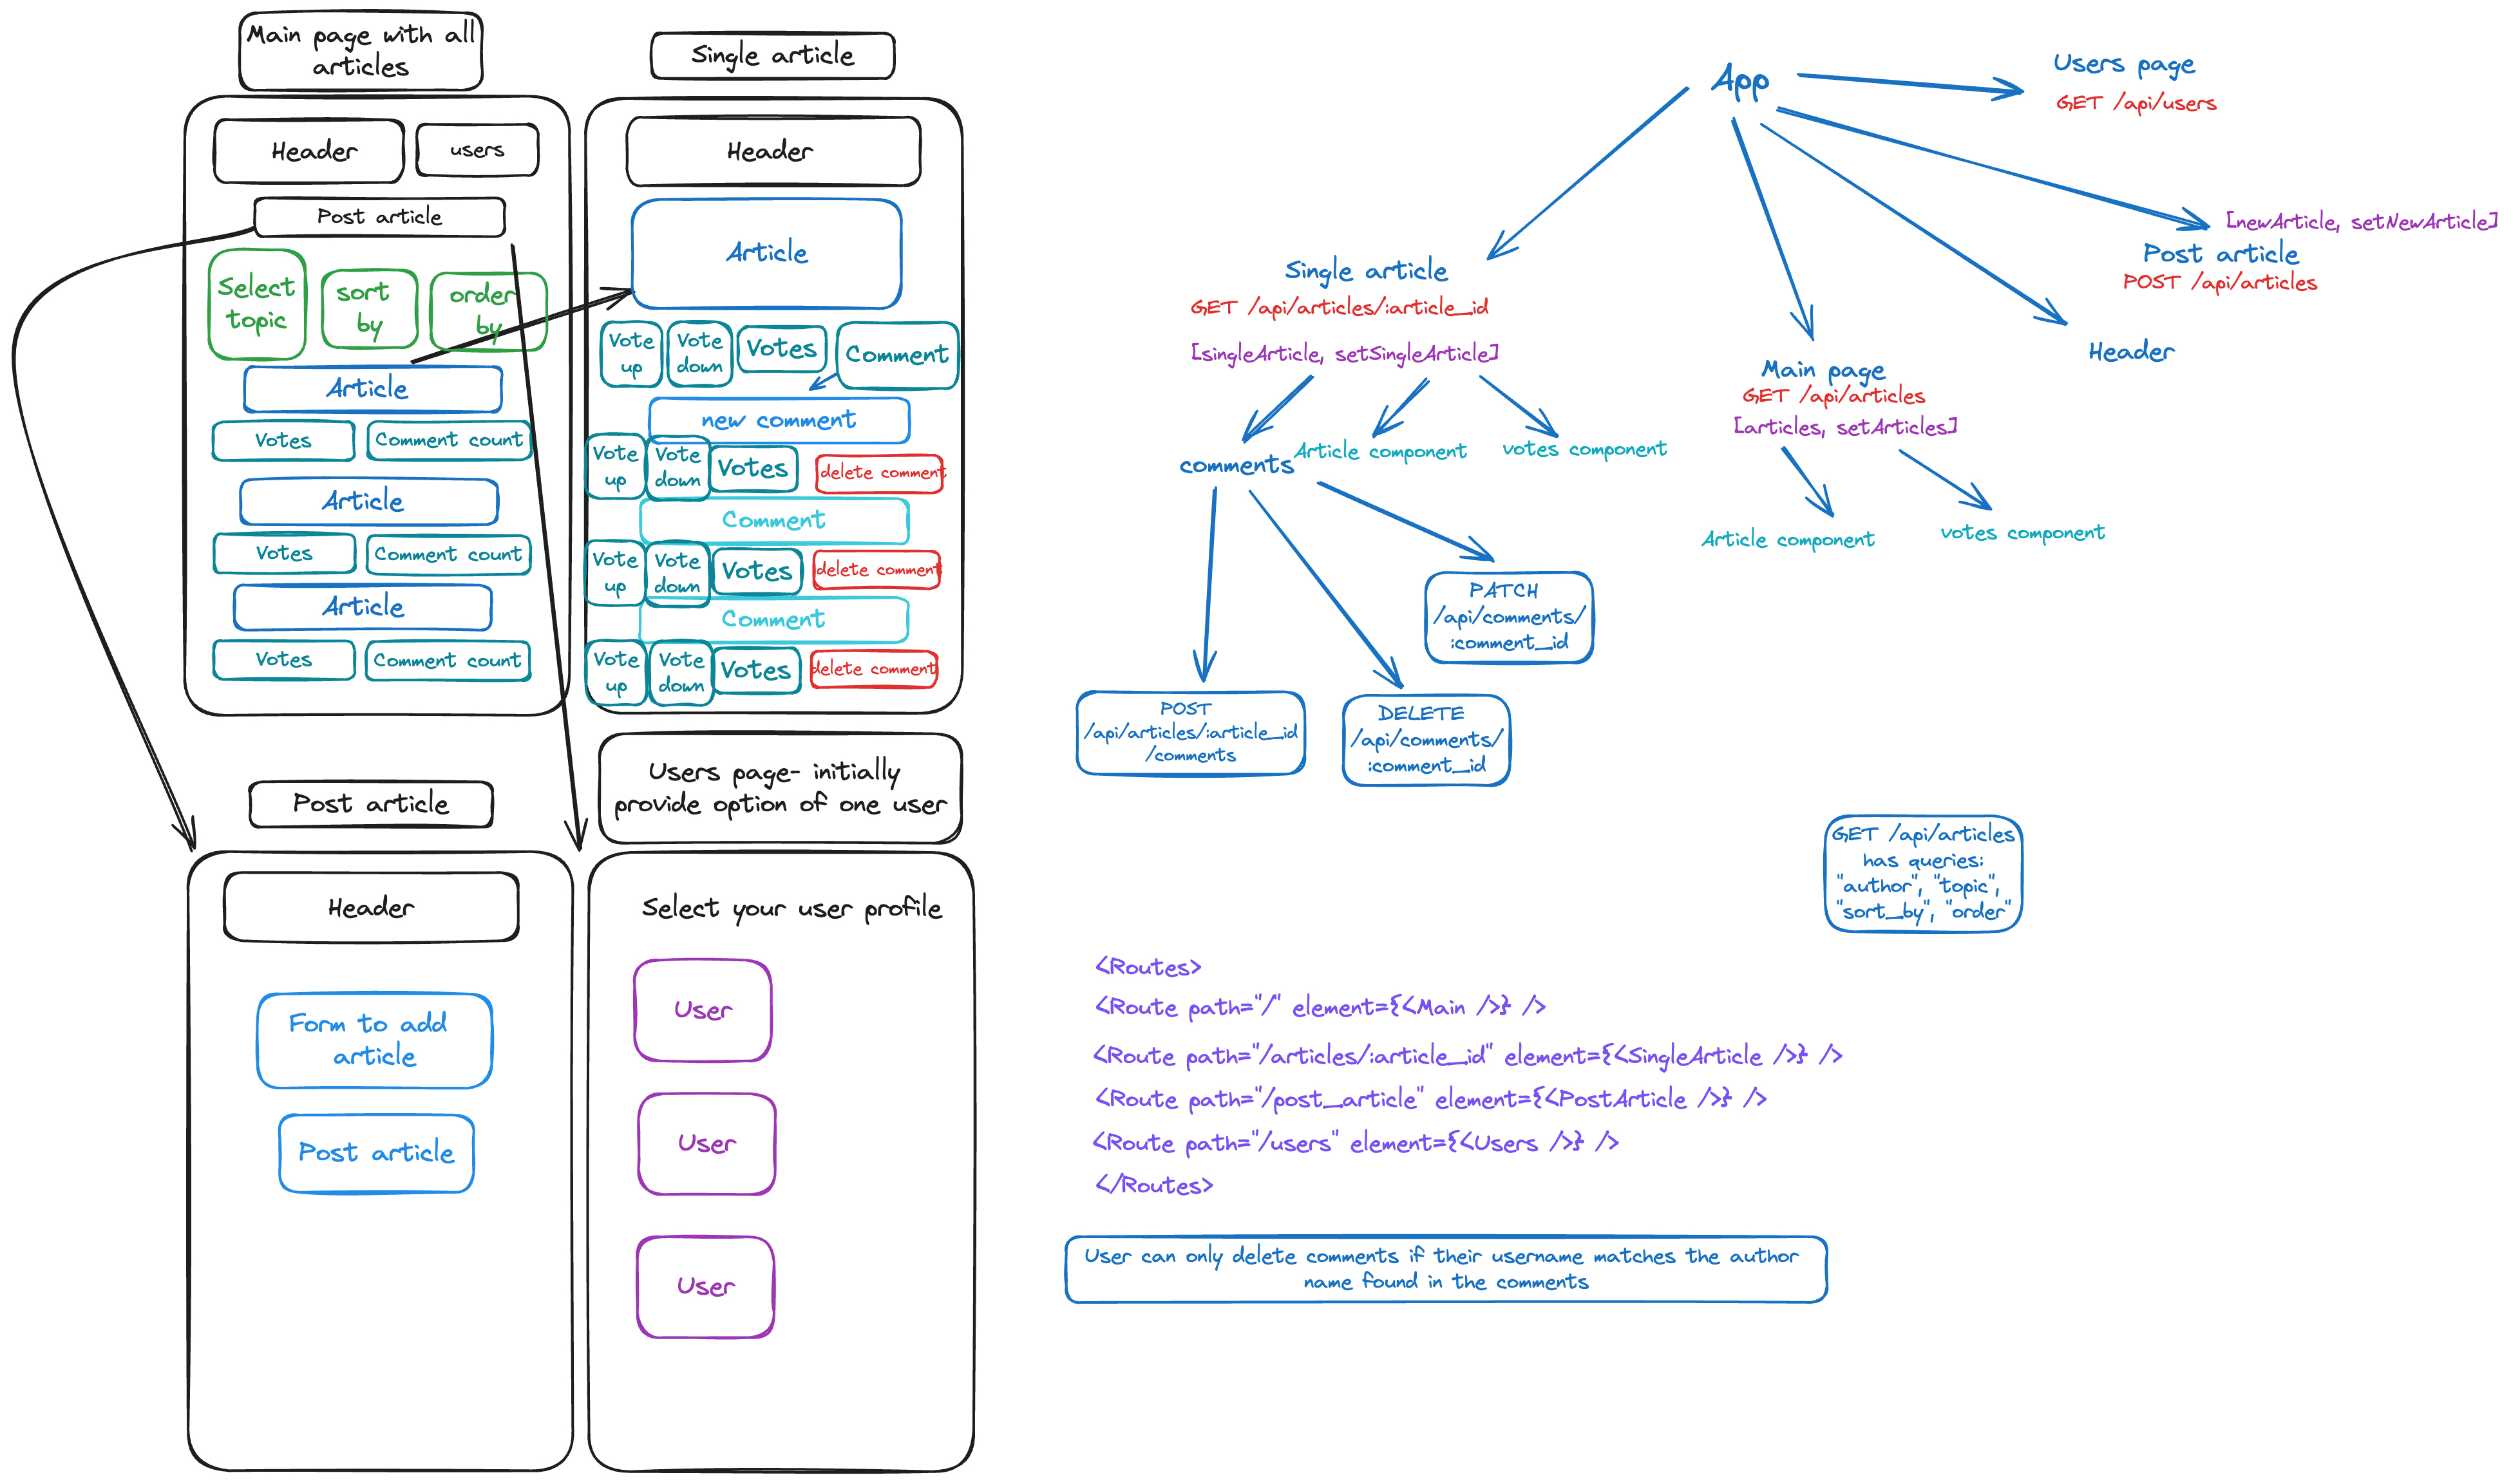 Main page with all
articles
Header
users
Post article
Select
topic
sort
by
order
by
Article
Votes
Comment count
Article
Votes
Comment count
Article
Votes
Comment count
Single article
Header
Article
Vote
up
Vote
down
Votes
Comment
new comment
Vote
up
Vote
down
Votes
delete comment
Comment
Vote
up
Vote
down
Votes
delete comment
Comment
Vote
up
Vote
down
Votes
delete comment
Post article
Header
Form to add
article
Post article
Users page- initially
provide option of one user
Select your user profile
User
User
User
App
Users page
GET /api/users
[newArticle, setNewArticle]
Post article
POST /api/articles
Header
Main page
GET /api/articles
[articles, setArticles]
Article component
votes component
Single article
GET /api/articles/:article_id
[singleArticle, setSingleArticle]
comments
Article component
votes component
PATCH
/api/comments/
:comment_id
POST
/api/articles/:article_id
/comments
DELETE
/api/comments/
:comment_id
GET /api/articles
has queries:
"author", "topic",
"sort_by", "order"
<Routes>
<Route path="/" element={<Main />} />
<Route path="/articles/:article_id" element={<SingleArticle />} />
<Route path="/post_article" element={<PostArticle />} />
<Route path="/users" element={<Users />} />
</Routes>
User can only delete comments if their username matches the author
name found in the comments